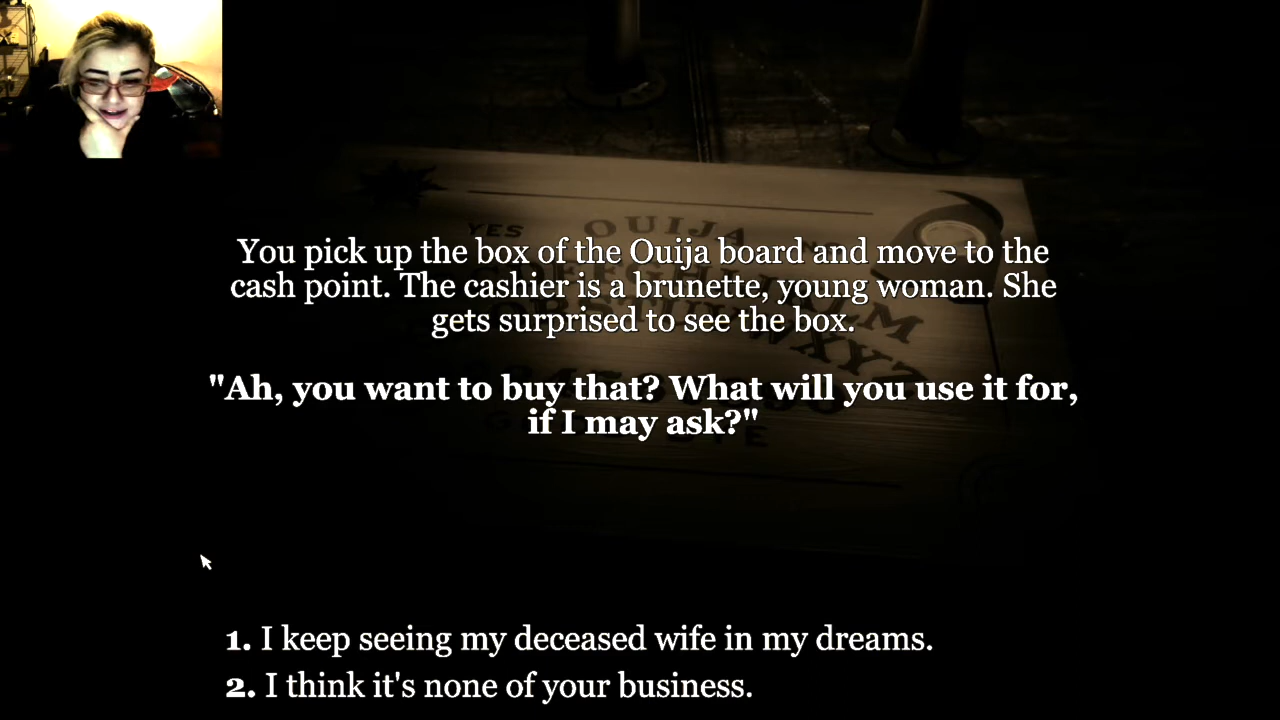 YES OUIJA
You pick up the box of the Ouija board and move to the
cash point. The cashier is a brunette, young woman. She
gets surprised to see the box.
"Ah, you want to buy that? What will you use it for,
if I may ask?"
1. I keep seeing my deceased wife in my dreams.
2. I think it's none of your business.